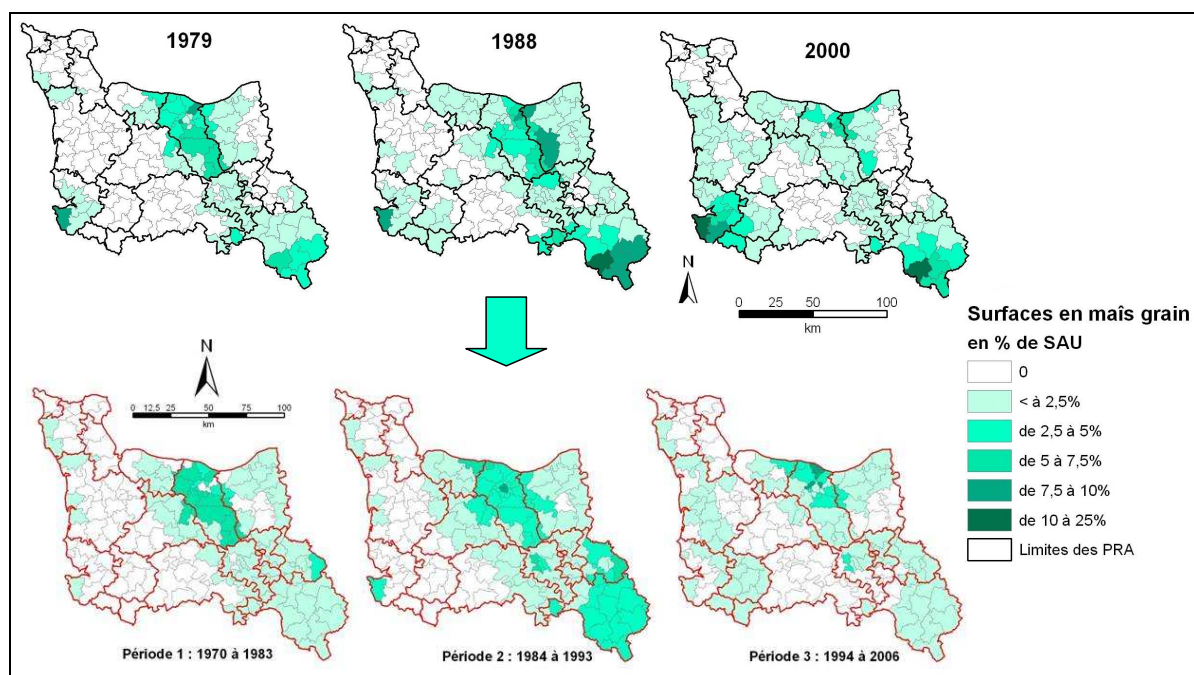 1979
1988
2000
N
0 25 50 100
km
Surfaces en maîs grain
en % de SAU
0
< à 2,5%
de 2,5 à 5%
de 5 à 7,5%
de 7,5 à 10%
de 10 à 25%
Limites des PRA
N
0 12,5 25 50 75 100
km
Période 1 : 1970 à 1983
Période 2 : 1984 à 1993
Période 3 : 1994 à 2006